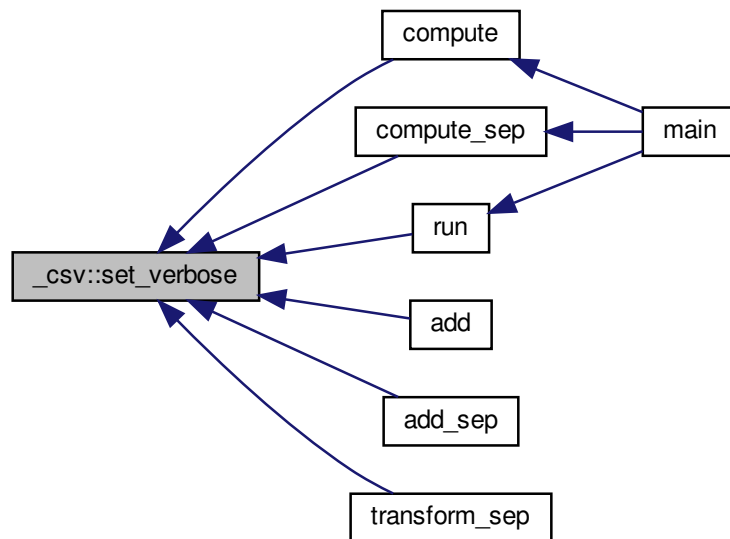 compute
compute_sep
main
run
_csv::set_verbose
add
add_sep
transform_sep